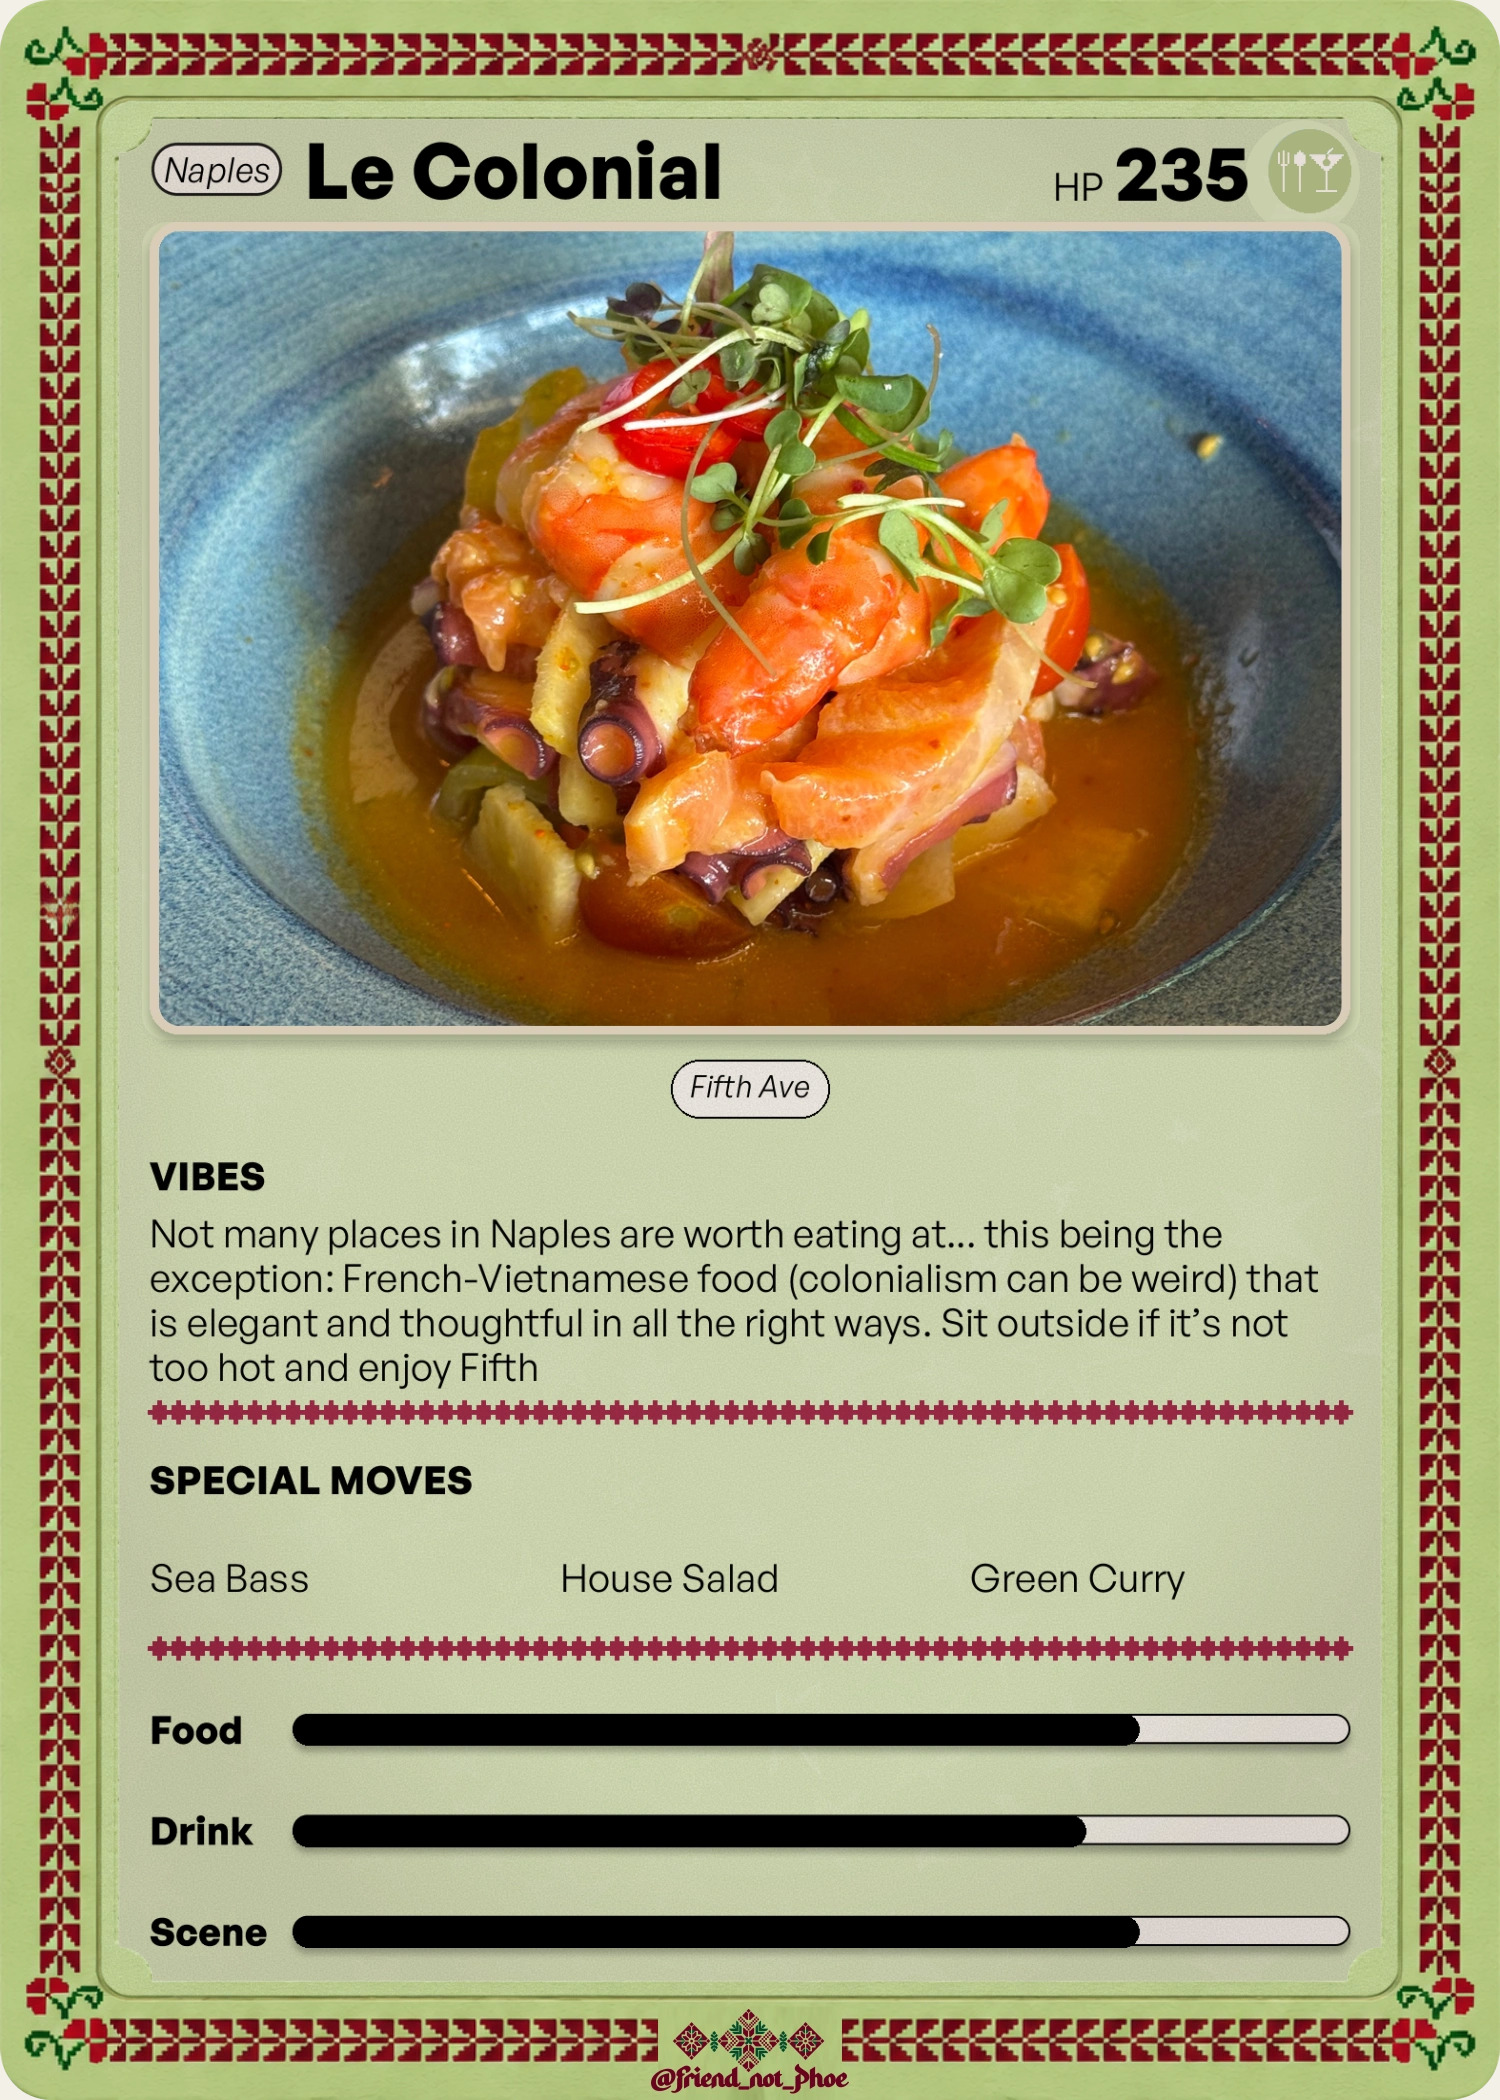 Naples Le Colonial HP 235
Fifth Ave
VIBES
Not many places in Naples are worth eating at... this being the
exception: French-Vietnamese food (colonialism can be weird) that
is elegant and thoughtful in all the right ways. Sit outside if it’s not
too hot and enjoy Fifth
SPECIAL MOVES
Sea Bass House Salad Green Curry
Food
Drink
Scene
@friend_not_Phoe